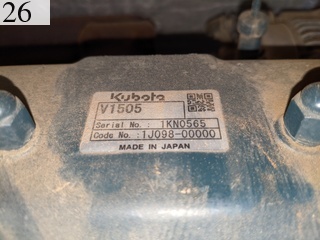 26
Kubota
V1505
Serial No. : 1KN0565
Code No. : 1J098-00000
MADE IN JAPAN